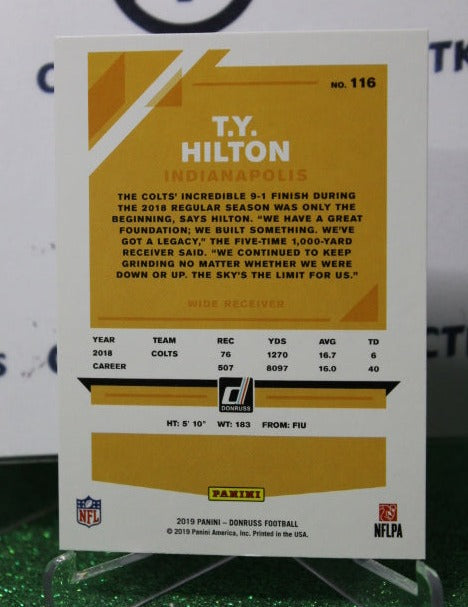 NO. 116
T.Y.
HILTON
INDIANAPOLIS
THE COLTS' INCREDIBLE 9-1 FINISH DURING
THE 2018 REGULAR SEASON WAS ONLY THE
BEGINNING, SAYS HILTON. "WE HAVE A GREAT
FOUNDATION; WE BUILT SOMETHING. WE'VE
GOT A LEGACY," THE FIVE-TIME 1,000-YARD
RECEIVER SAID. "WE CONTINUED TO KEEP
GRINDING NO MATTER WHETHER WE WERE
DOWN OR UP. THE SKY'S THE LIMIT FOR US."
WIDE RECEIVER
YEAR TEAM REC YDS AVG TD
2018 COLTS 76 1270 16.7 6
CAREER 507 8097 16.0 40
d
DONRUSS
HT: 5' 10" WT: 183 FROM: FIU
PANINI
NFL
NFLPA
2019 PANINI - DONRUSS FOOTBALL
© 2019 Panini America, Inc. Printed in the USA.